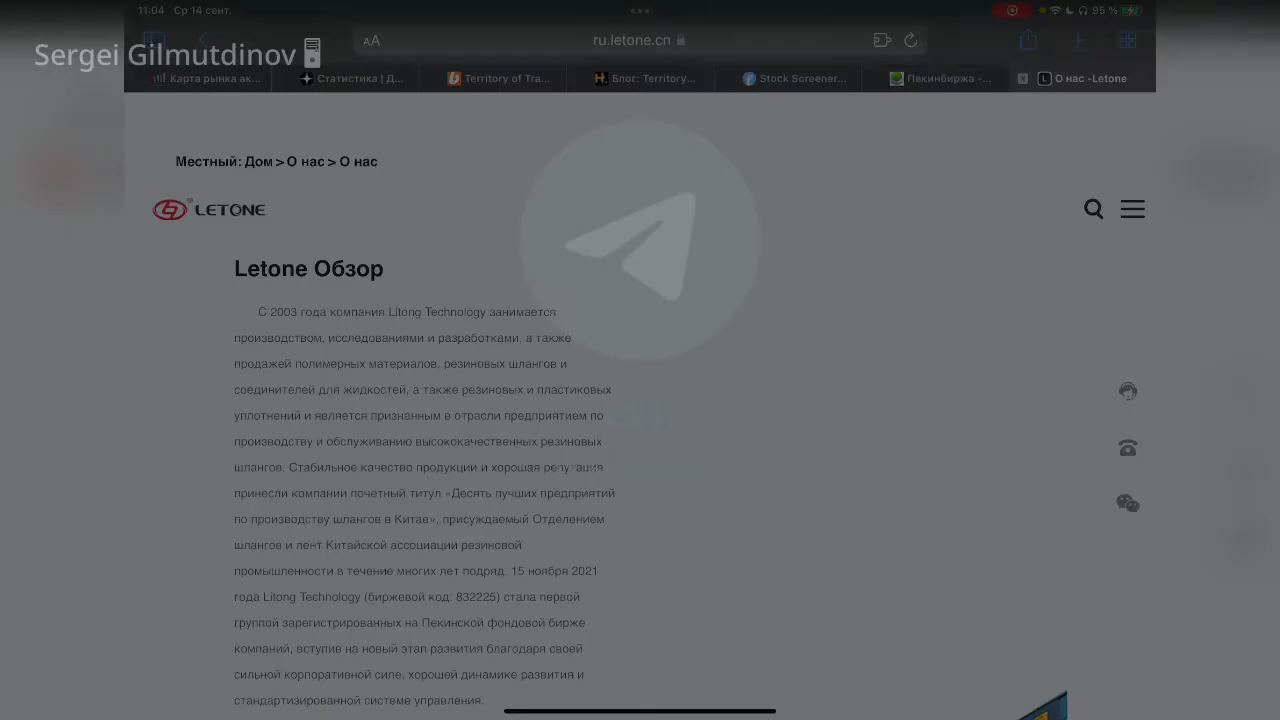 11:04 Ср 14 сент.
95 %
Sergei Gilmutdinov
AA
ru.letone.cn
Карта рынка ак...
Статистика | Д...
Territory of Tra...
Блог: Territory...
Stock Screener...
Пекинбиржа -...
О нас -Letone
Местный: Дом > О нас > О нас
LETONE
Letone Обзор
С 2003 года компания Litong Technology занимается
производством, исследованиями и разработками, а также
продажей полимерных материалов, резиновых шлангов и
соединителей для жидкостей, а также резиновых и пластиковых
уплотнений и является признанным в отрасли предприятием по
производству и обслуживанию высококачественных резиновых
шлангов. Стабильное качество продукции и хорошая репутация
принесли компании почетный титул «Десять лучших предприятий
по производству шлангов в Китае», присуждаемый Отделением
шлангов и лент Китайской ассоциации резиновой
промышленности в течение многих лет подряд. 15 ноября 2021
года Litong Technology (биржевой код: 832225) стала первой
группой зарегистрированных на Пекинской фондовой бирже
компаний, вступив на новый этап развития благодаря своей
сильной корпоративной силе, хорошей динамике развития и
стандартизированной системе управления.